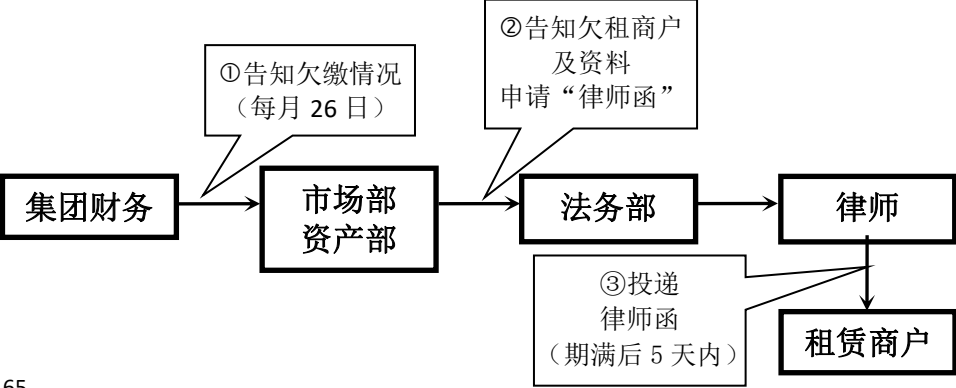 ①告知欠缴情况
（每月 26 日）
②告知欠租商户
及资料
申请“律师函”
集团财务
市场部
资产部
法务部
律师
③投递
律师函
（期满后 5 天内）
租赁商户
65